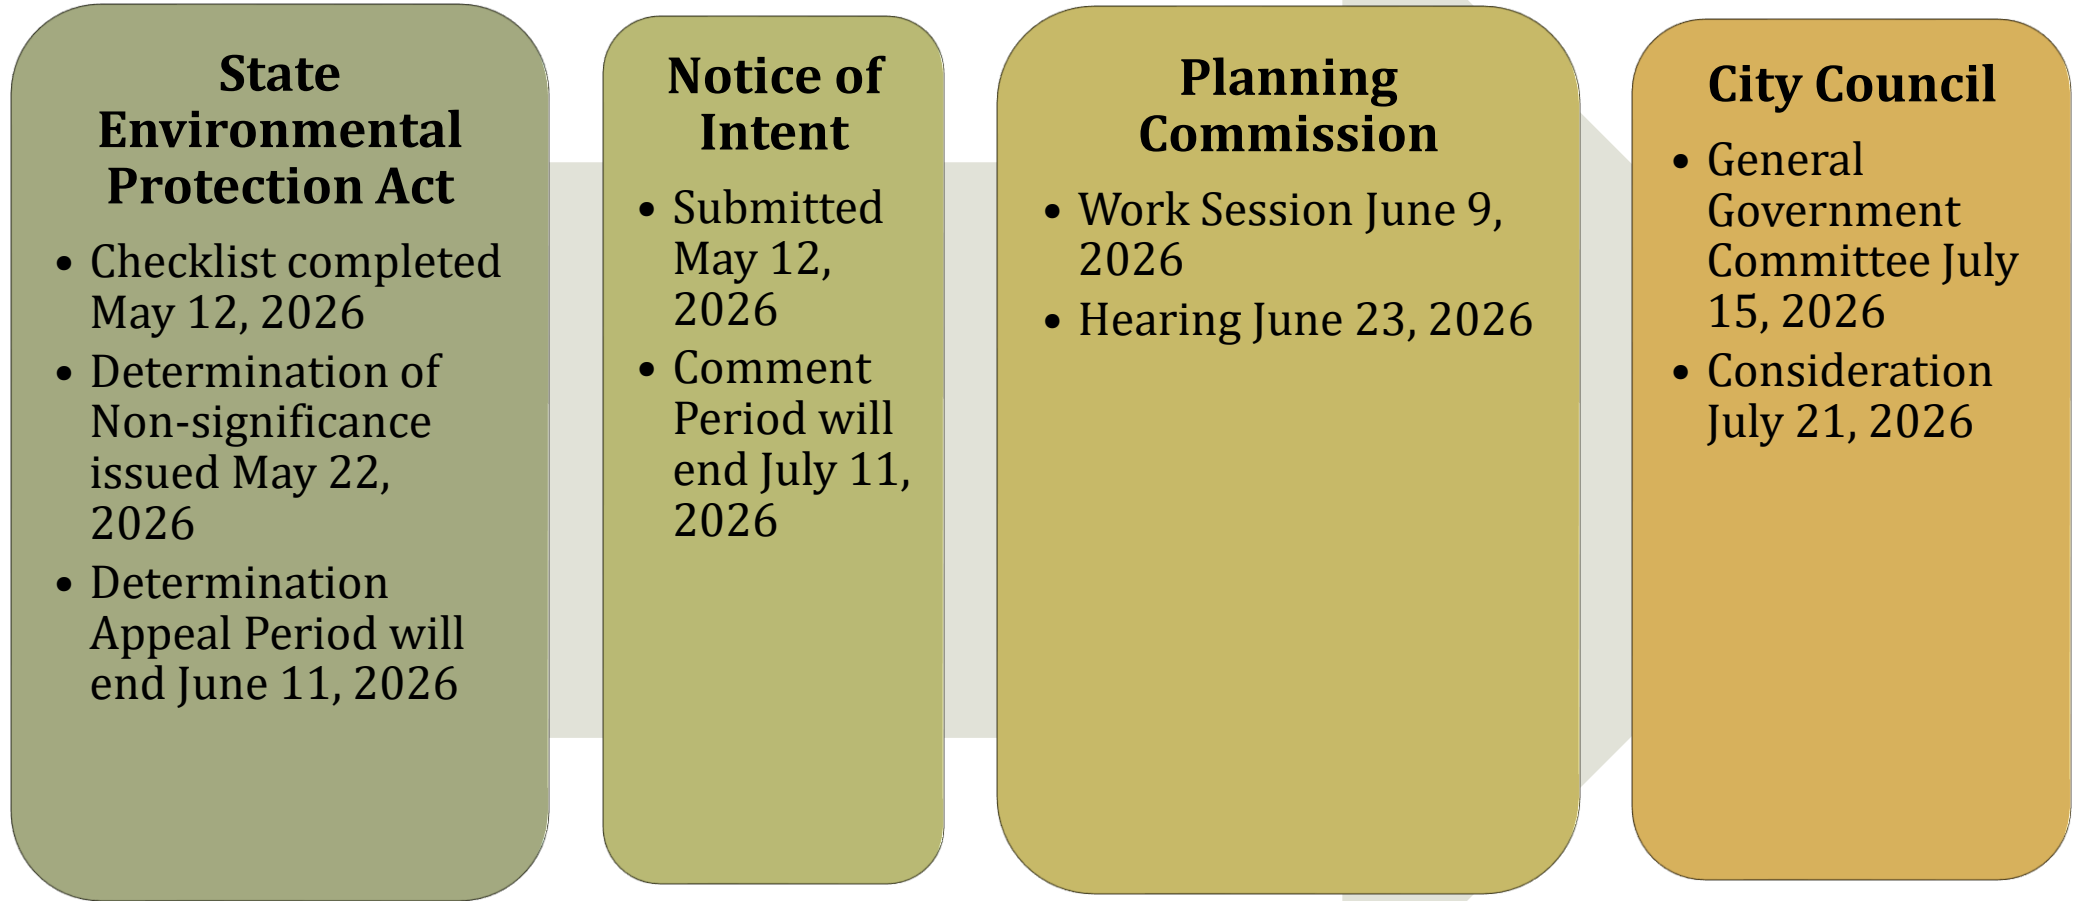 State
Environmental
Protection Act
• Checklist completed
May 12, 2026
• Determination of
Non-significance
issued May 22,
2026
• Determination
Appeal Period will
end June 11, 2026
Notice of
Intent
• Submitted
May 12,
2026
• Comment
Period will
end July 11,
2026
Planning
Commission
• Work Session June 9,
2026
• Hearing June 23, 2026
City Council
• General
Government
Committee July
15, 2026
• Consideration
July 21, 2026